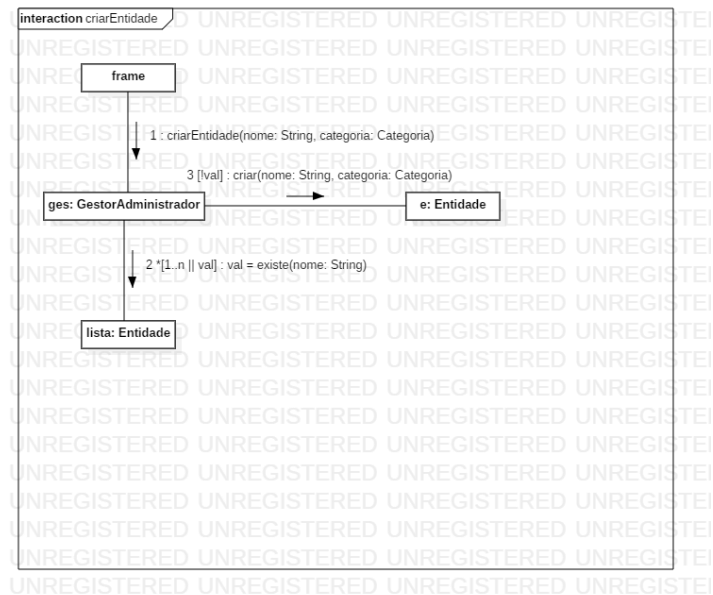 interaction criarEntidade
frame
1 : criarEntidade(nome: String, categoria: Categoria)
3 [!val] : criar(nome: String, categoria: Categoria)
ges: GestorAdministrador
e: Entidade
2 *[1..n || val] : val = existe(nome: String)
lista: Entidade
UNREGISTERED